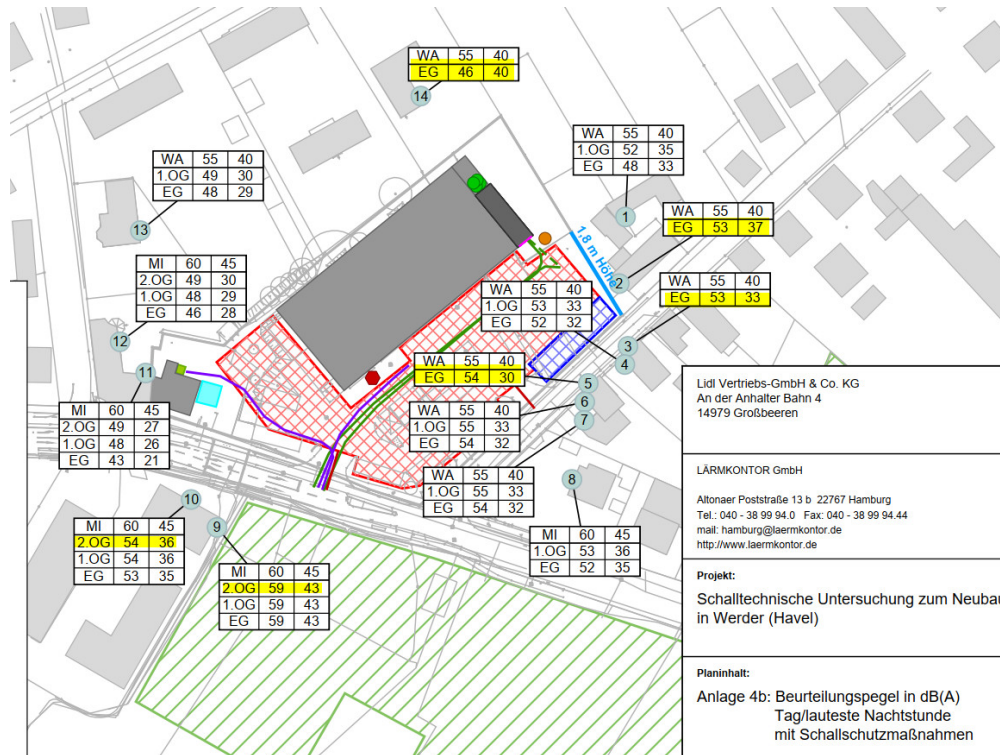 WA 55 40
EG 46 40
14
WA 55 40
1.OG 52 35
EG 48 33
1
WA 55 40
1.OG 49 30
EG 48 29
13
WA 55 40
EG 53 37
2
1,8 m Höhe
MI 60 45
2.OG 49 30
1.OG 48 29
EG 46 28
12
WA 55 40
1.OG 53 33
EG 52 32
4
WA 55 40
EG 53 33
3
WA 55 40
EG 54 30
5
11
MI 60 45
2.OG 49 27
1.OG 48 26
EG 43 21
WA 55 40
1.OG 55 33
EG 54 32
6
7
WA 55 40
1.OG 55 33
EG 54 32
8
MI 60 45
1.OG 53 36
EG 52 35
10
MI 60 45
2.OG 54 36
1.OG 54 36
EG 53 35
9
MI 60 45
2.OG 59 43
1.OG 59 43
EG 59 43
Lidl Vertriebs-GmbH & Co. KG
An der Anhalter Bahn 4
14979 Großbeeren
LÄRMKONTOR GmbH
Altonaer Poststraße 13 b 22767 Hamburg
Tel.: 040 - 38 99 94.0 Fax: 040 - 38 99 94.44
mail: hamburg@laermkontor.de
http://www.laermkontor.de
Projekt:
Schalltechnische Untersuchung zum Neubau
in Werder (Havel)
Planinhalt:
Anlage 4b: Beurteilungspegel in dB(A)
Tag/lauteste Nachtstunde
mit Schallschutzmaßnahmen